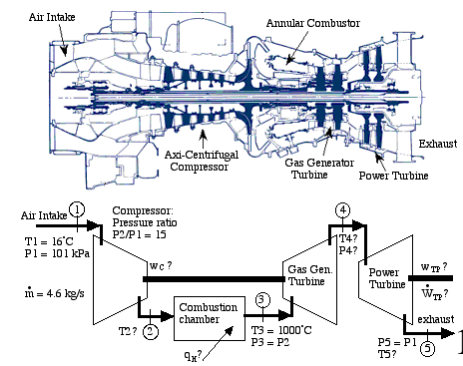 Air Intake
Annular Combustor
Axi-Centrifugal
Compressor
Gas Generator
Turbine
Exhaust
Power Turbine
Air Intake
1
Compressor:
Pressure ratio
P2/P1 = 15
T1 = 16°C
P1 = 101 kPa
ṁ = 4.6 kg/s
wC ?
T2?
2
Combustion
chamber
qH?
3
T3 = 1000°C
P3 = P2
Gas Gen.
Turbine
4
T4?
P4?
Power
Turbine
wTP ?
ẆTP?
exhaust
P5 = P1
T5?
5